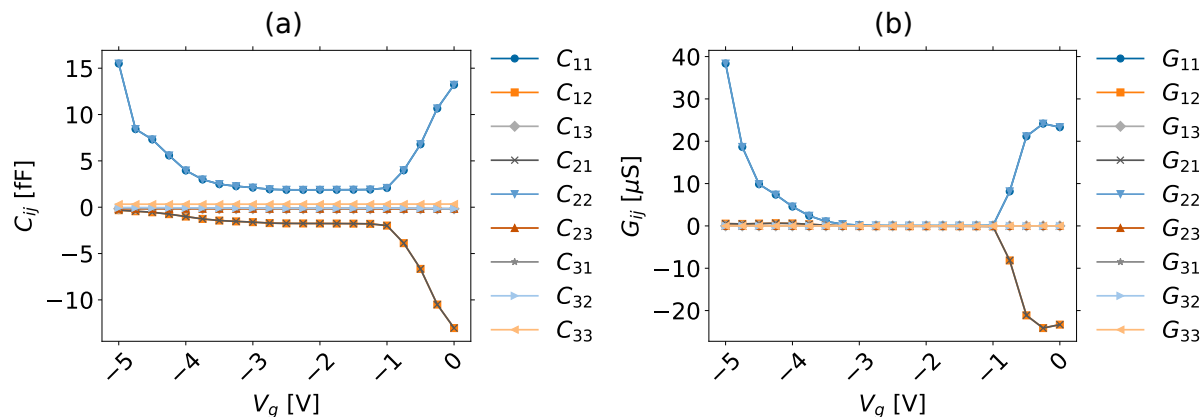 (a)
C_ij [fF]
15
10
5
0
−5
−10
−5
−4
−3
−2
−1
0
V_g [V]
C_11
C_12
C_13
C_21
C_22
C_23
C_31
C_32
C_33
(b)
G_ij [μS]
40
30
20
10
0
−10
−20
−5
−4
−3
−2
−1
0
V_g [V]
G_11
G_12
G_13
G_21
G_22
G_23
G_31
G_32
G_33